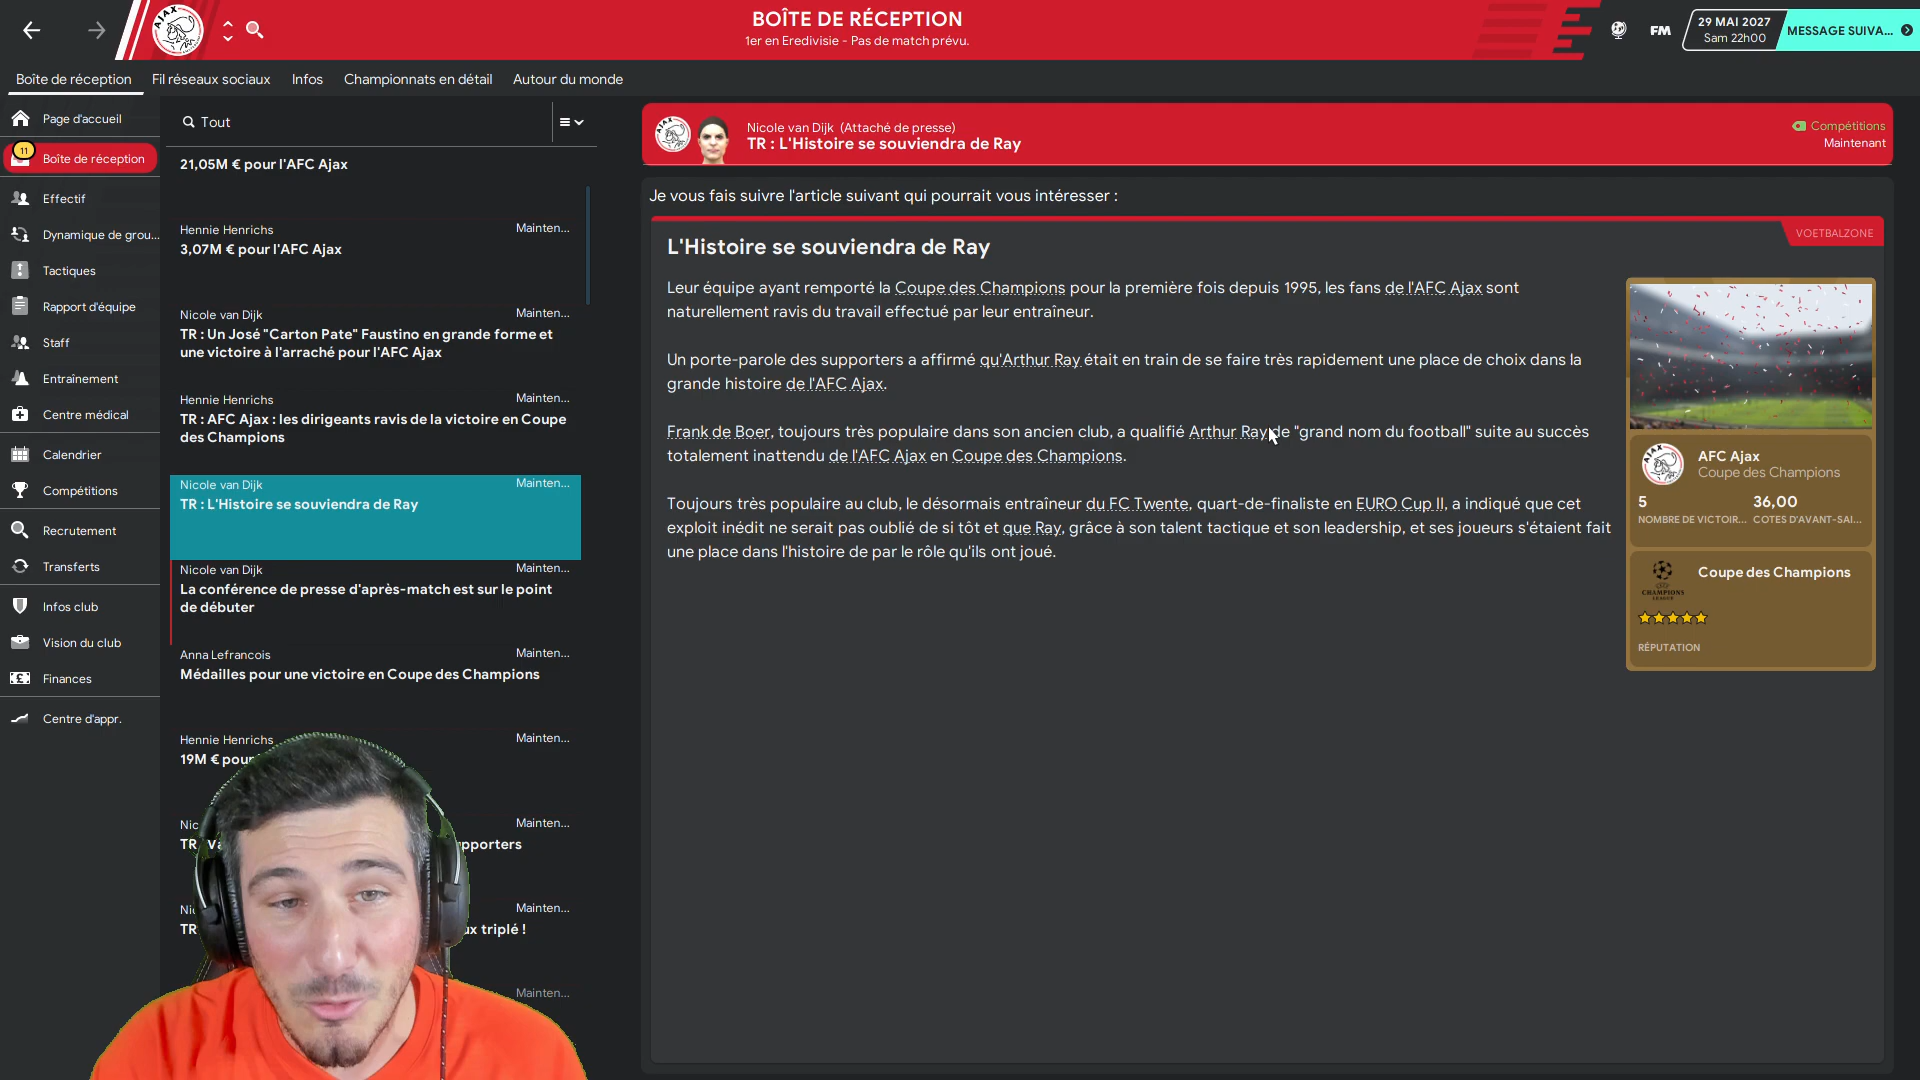 BOÎTE DE RÉCEPTION
1er en Eredivisie - Pas de match prévu.
29 MAI 2027
Sam 22h00
MESSAGE SUIVA...
FM
AJAX
Boîte de réception
Fil réseaux sociaux
Infos
Championnats en détail
Autour du monde
Page d'accueil
11
Boîte de réception
Effectif
Dynamique de grou...
Tactiques
Rapport d'équipe
Staff
Entraînement
Centre médical
Calendrier
Compétitions
Recrutement
Transferts
Infos club
Vision du club
Finances
Centre d'appr.
Tout
21,05M € pour l'AFC Ajax
Hennie Henrichs
Mainten...
3,07M € pour l'AFC Ajax
Nicole van Dijk
Mainten...
TR : Un José "Carton Pate" Faustino en grande forme et
une victoire à l'arraché pour l'AFC Ajax
Hennie Henrichs
Mainten...
TR : AFC Ajax : les dirigeants ravis de la victoire en Coupe
des Champions
Nicole van Dijk
Mainten...
TR : L'Histoire se souviendra de Ray
Nicole van Dijk
Mainten...
La conférence de presse d'après-match est sur le point
de débuter
Anna Lefrancois
Mainten...
Médailles pour une victoire en Coupe des Champions
Hennie Henrichs
Mainten...
19M € pour
Nic
Mainten...
TR
pporters
Nic
Mainten...
TR
ux triplé !
Mainten...
Nicole van Dijk (Attaché de presse)
TR : L'Histoire se souviendra de Ray
Compétitions
Maintenant
Je vous fais suivre l'article suivant qui pourrait vous intéresser :
VOETBALZONE
L'Histoire se souviendra de Ray
Leur équipe ayant remporté la Coupe des Champions pour la première fois depuis 1995, les fans de l'AFC Ajax sont
naturellement ravis du travail effectué par leur entraîneur.
Un porte-parole des supporters a affirmé qu'Arthur Ray était en train de se faire très rapidement une place de choix dans la
grande histoire de l'AFC Ajax.
Frank de Boer, toujours très populaire dans son ancien club, a qualifié Arthur Ray de "grand nom du football" suite au succès
totalement inattendu de l'AFC Ajax en Coupe des Champions.
Toujours très populaire au club, le désormais entraîneur du FC Twente, quart-de-finaliste en EURO Cup II, a indiqué que cet
exploit inédit ne serait pas oublié de si tôt et que Ray, grâce à son talent tactique et son leadership, et ses joueurs s'étaient fait
une place dans l'histoire de par le rôle qu'ils ont joué.
AFC Ajax
Coupe des Champions
5
36,00
NOMBRE DE VICTOIR...
COTES D'AVANT-SAI...
Coupe des Champions
CHAMPIONS
LEAGUE
RÉPUTATION